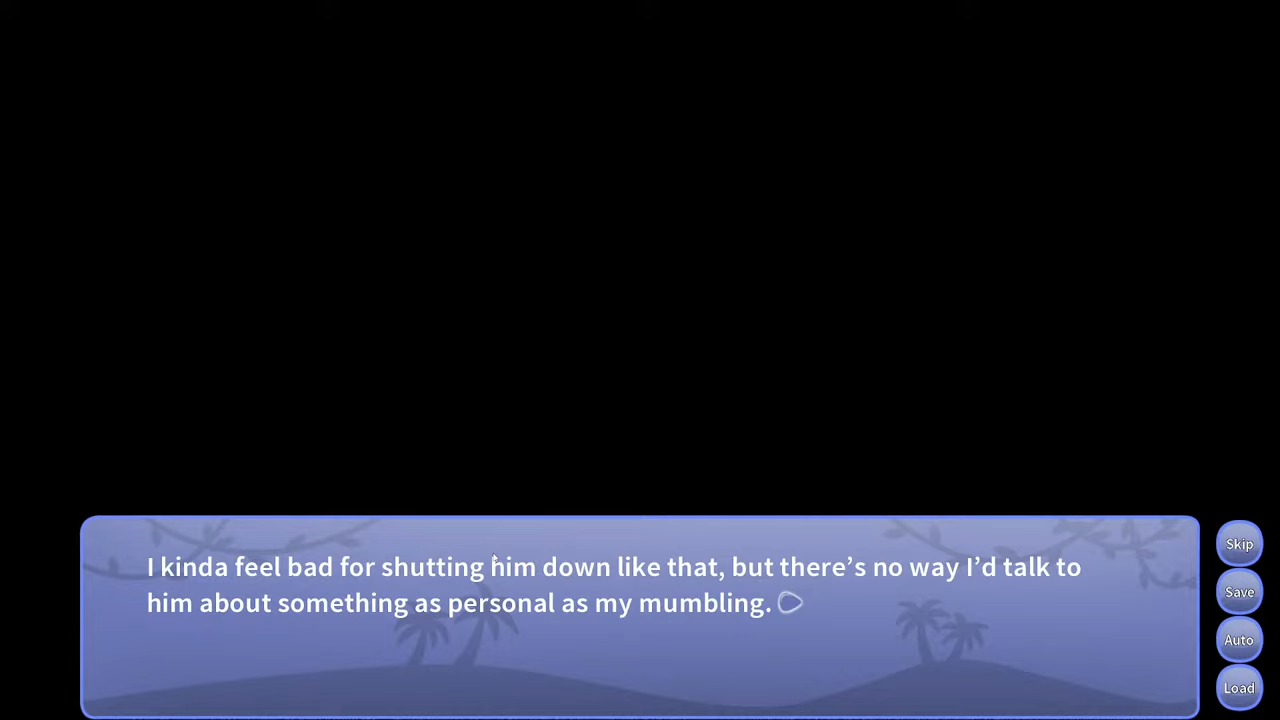 I kinda feel bad for shutting him down like that, but there’s no way I’d talk to
him about something as personal as my mumbling.
Skip
Save
Auto
Load